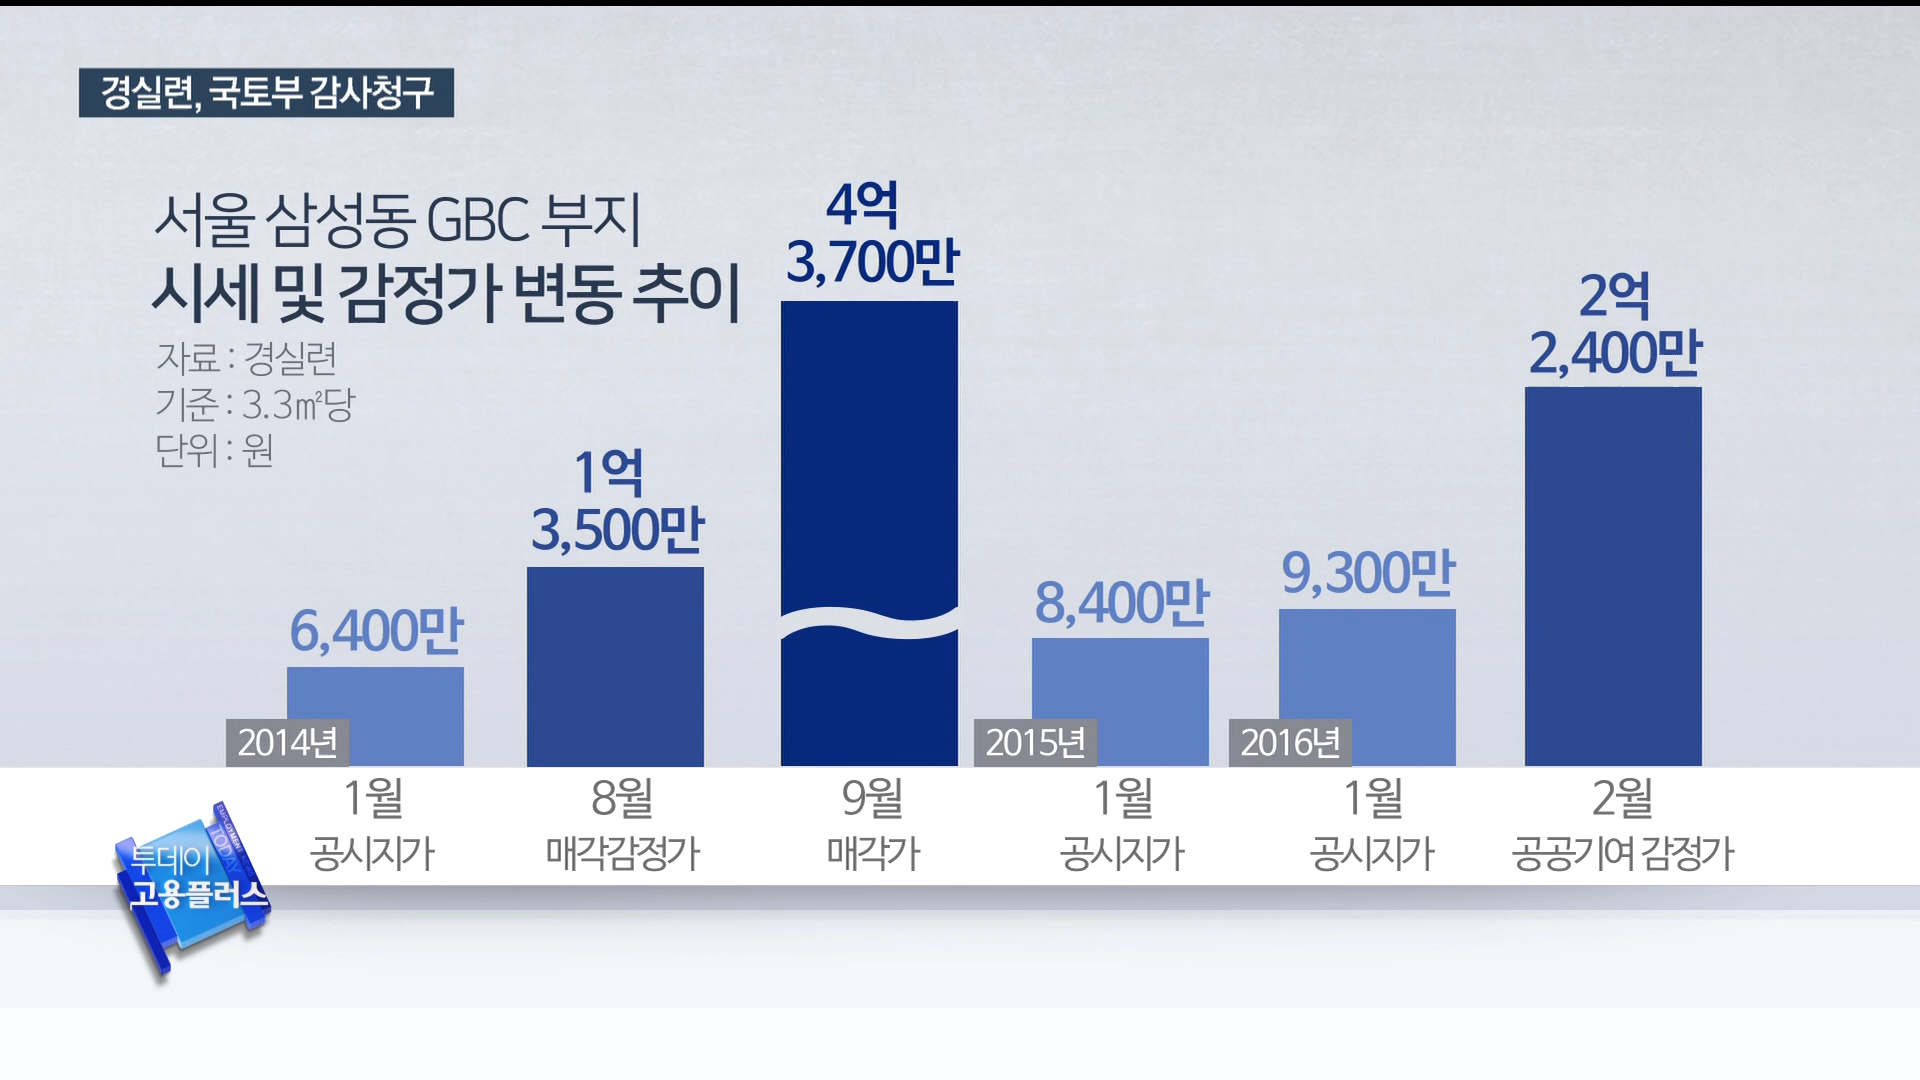 경실련, 국토부 감사청구
서울 삼성동 GBC 부지
시세 및 감정가 변동 추이
자료 : 경실련
기준 : 3.3㎡당
단위 : 원
6,400만
1억
3,500만
4억
3,700만
8,400만
9,300만
2억
2,400만
2014년
2015년
2016년
1월
8월
9월
1월
1월
2월
공시지가
매각감정가
매각가
공시지가
공시지가
공공기여 감정가
EMPLOYMENT
TODAY
투데이
고용플러스